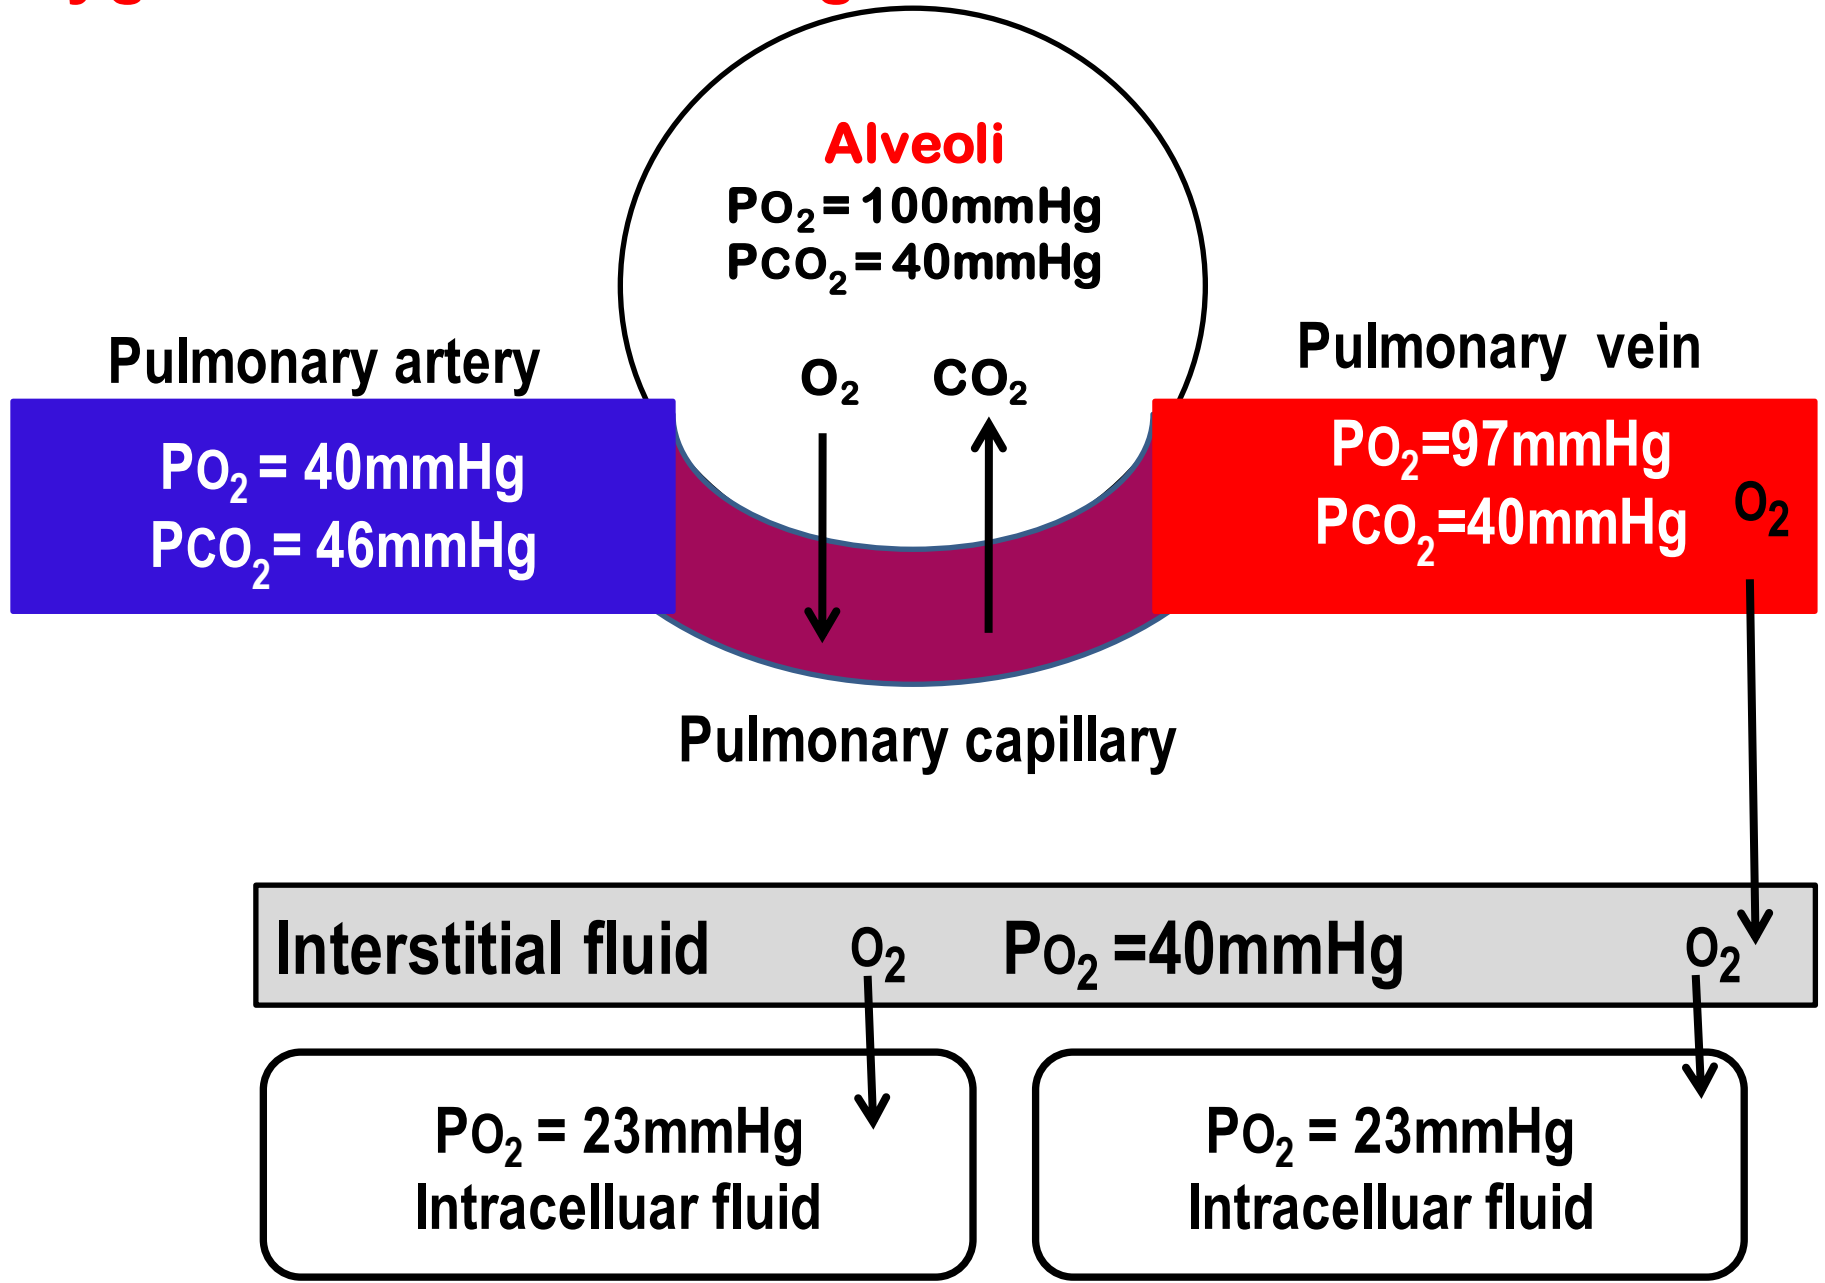 Alveoli
PO₂ = 100mmHg
PCO₂ = 40mmHg
Pulmonary artery
O₂ CO₂
Pulmonary vein
PO₂ = 40mmHg
PCO₂ = 46mmHg
PO₂=97mmHg
PCO₂=40mmHg
O₂
Pulmonary capillary
Interstitial fluid O₂ PO₂ =40mmHg O₂
PO₂ = 23mmHg
Intracelluar fluid
PO₂ = 23mmHg
Intracelluar fluid